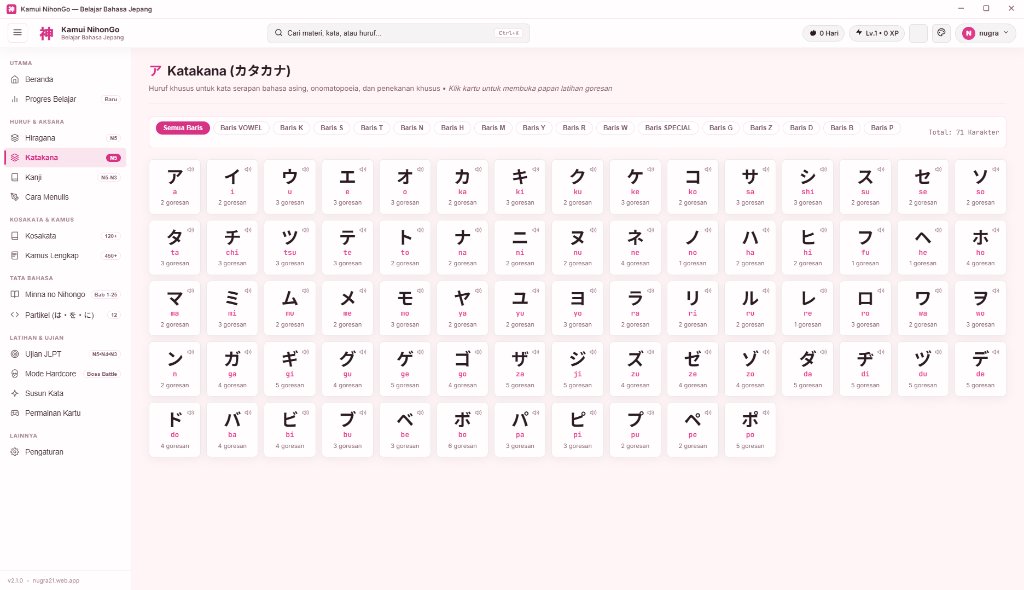 Kamui NihonGo — Belajar Bahasa Jepang
神 Kamui NihonGo
Belajar Bahasa Jepang
Cari materi, kata, atau huruf...
Ctrl+K
0 Hari
Lv.1 • 0 XP
N nugra
UTAMA
Beranda
Progres Belajar Baru
HURUF & AKSARA
Hiragana N5
Katakana N5
Kanji N5-N3
Cara Menulis
KOSAKATA & KAMUS
Kosakata 120+
Kamus Lengkap 450+
TATA BAHASA
Minna no Nihongo Bab 1-25
Partikel (は・を・に) 12
LATIHAN & UJIAN
Ujian JLPT N5•N4•N3
Mode Hardcore Boss Battle
Susun Kata
Permainan Kartu
LAINNYA
Pengaturan
v2.1.0 • nugra21.web.app
ア Katakana (カタカナ)
Huruf khusus untuk kata serapan bahasa asing, onomatopoeia, dan penekanan khusus • Klik kartu untuk membuka papan latihan goresan
Semua Baris Baris VOWEL Baris K Baris S Baris T Baris N Baris H Baris M Baris Y Baris R Baris W Baris SPECIAL Baris G Baris Z Baris D Baris B Baris P
Total: 71 Karakter
ア イ ウ エ オ カ キ ク ケ コ サ シ ス セ ソ
a i u e o ka ki ku ke ko sa shi su se so
2 goresan 2 goresan 3 goresan 3 goresan 3 goresan 2 goresan 3 goresan 2 goresan 3 goresan 2 goresan 3 goresan 3 goresan 2 goresan 2 goresan 2 goresan
タ チ ツ テ ト ナ ニ ヌ ネ ノ ハ ヒ フ ヘ ホ
ta chi tsu te to na ni nu ne no ha hi fu he ho
3 goresan 3 goresan 3 goresan 3 goresan 2 goresan 2 goresan 2 goresan 2 goresan 4 goresan 1 goresan 2 goresan 2 goresan 1 goresan 1 goresan 4 goresan
マ ミ ム メ モ ヤ ユ ヨ ラ リ ル レ ロ ワ ヲ
ma mi mu me mo ya yu yo ra ri ru re ro wa wo
2 goresan 3 goresan 2 goresan 2 goresan 3 goresan 2 goresan 2 goresan 3 goresan 2 goresan 2 goresan 2 goresan 1 goresan 3 goresan 2 goresan 3 goresan
ン ガ ギ グ ゲ ゴ ザ ジ ズ ゼ ゾ ダ ヂ ヅ デ
n ga gi gu ge go za ji zu ze zo da di du de
2 goresan 4 goresan 5 goresan 4 goresan 5 goresan 4 goresan 5 goresan 5 goresan 4 goresan 4 goresan 4 goresan 5 goresan 5 goresan 5 goresan 5 goresan
ド バ ビ ブ ベ ボ パ ピ プ ペ ポ
do ba bi bu be bo pa pi pu pe po
4 goresan 4 goresan 4 goresan 3 goresan 3 goresan 6 goresan 3 goresan 3 goresan 2 goresan 2 goresan 5 goresan